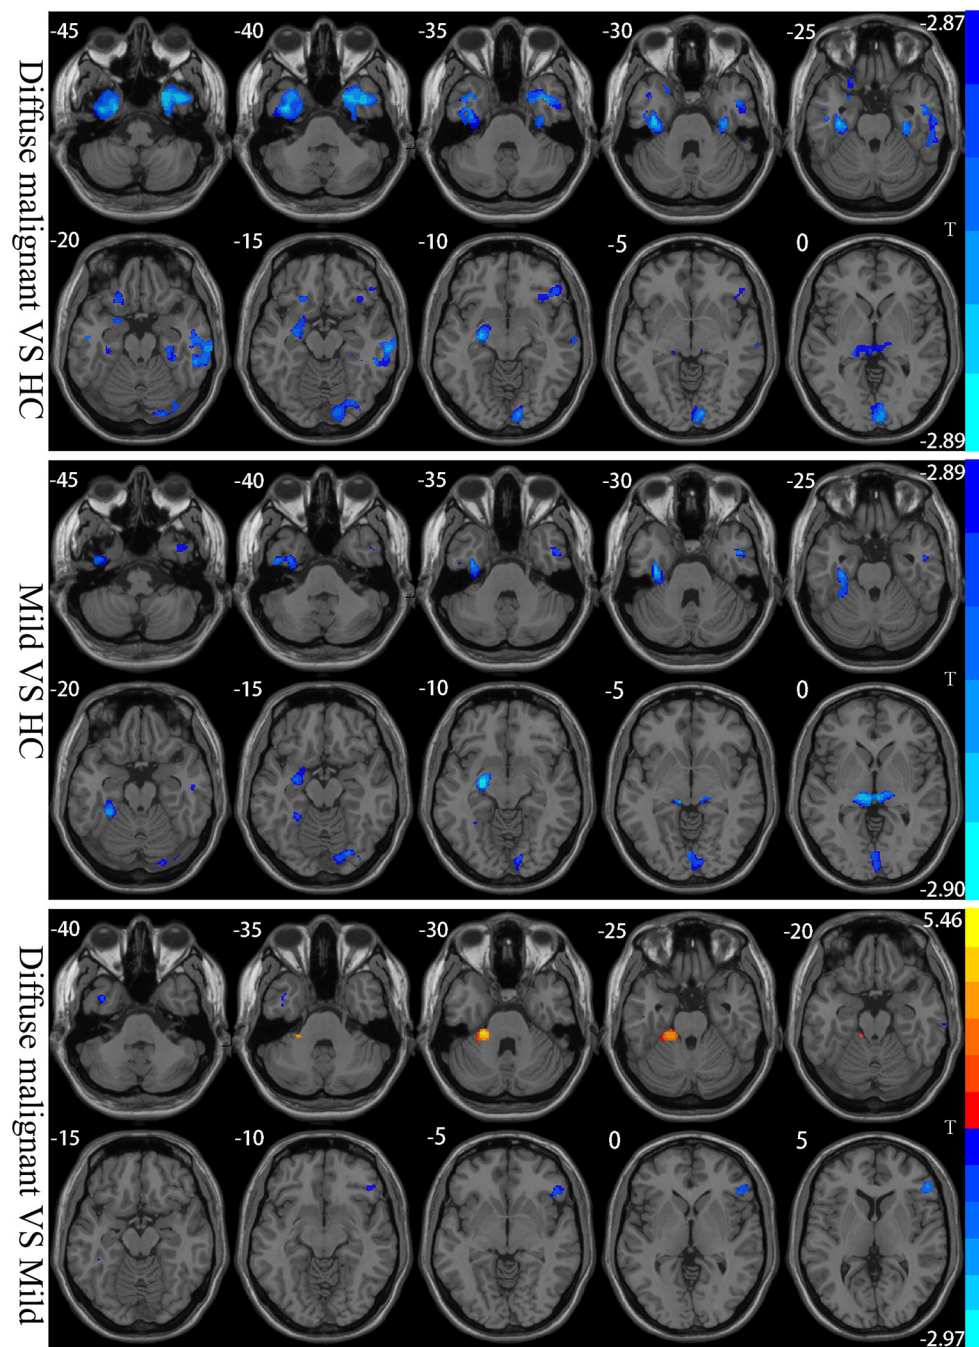 Diffuse malignant VS HC
-45 -40 -35 -30 -25 -2.87
T
-20 -15 -10 -5 0
-2.89
Mild VS HC
-45 -40 -35 -30 -25 -2.89
T
-20 -15 -10 -5 0
-2.90
Diffuse malignant VS Mild
-40 -35 -30 -25 -20 5.46
T
-15 -10 -5 0 5
-2.97